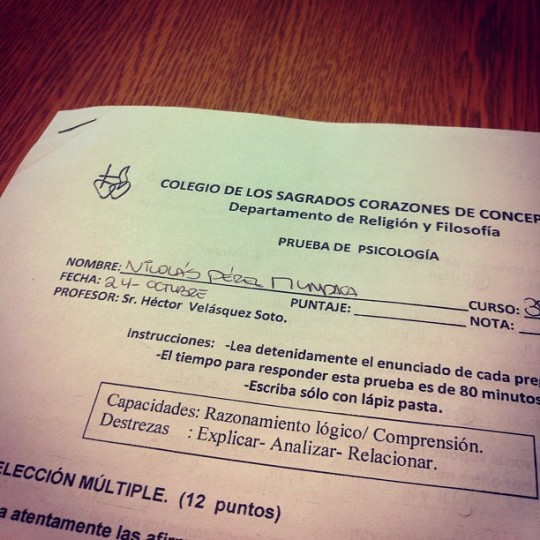 COLEGIO DE LOS SAGRADOS CORAZONES DE CONCEP
Departamento de Religión y Filosofía
PRUEBA DE PSICOLOGÍA
NOMBRE: NICOLÁS PÉREZ MUNDACA
FECHA: 24- OCTUBRE PUNTAJE: CURSO: 3º
PROFESOR: Sr. Héctor Velásquez Soto. NOTA:
Instrucciones: -Lea detenidamente el enunciado de cada pre
-El tiempo para responder esta prueba es de 80 minutos
-Escriba sólo con lápiz pasta.
Capacidades: Razonamiento lógico/ Comprensión.
Destrezas : Explicar- Analizar- Relacionar.
ELECCIÓN MÚLTIPLE. (12 puntos)
a atentamente las afir